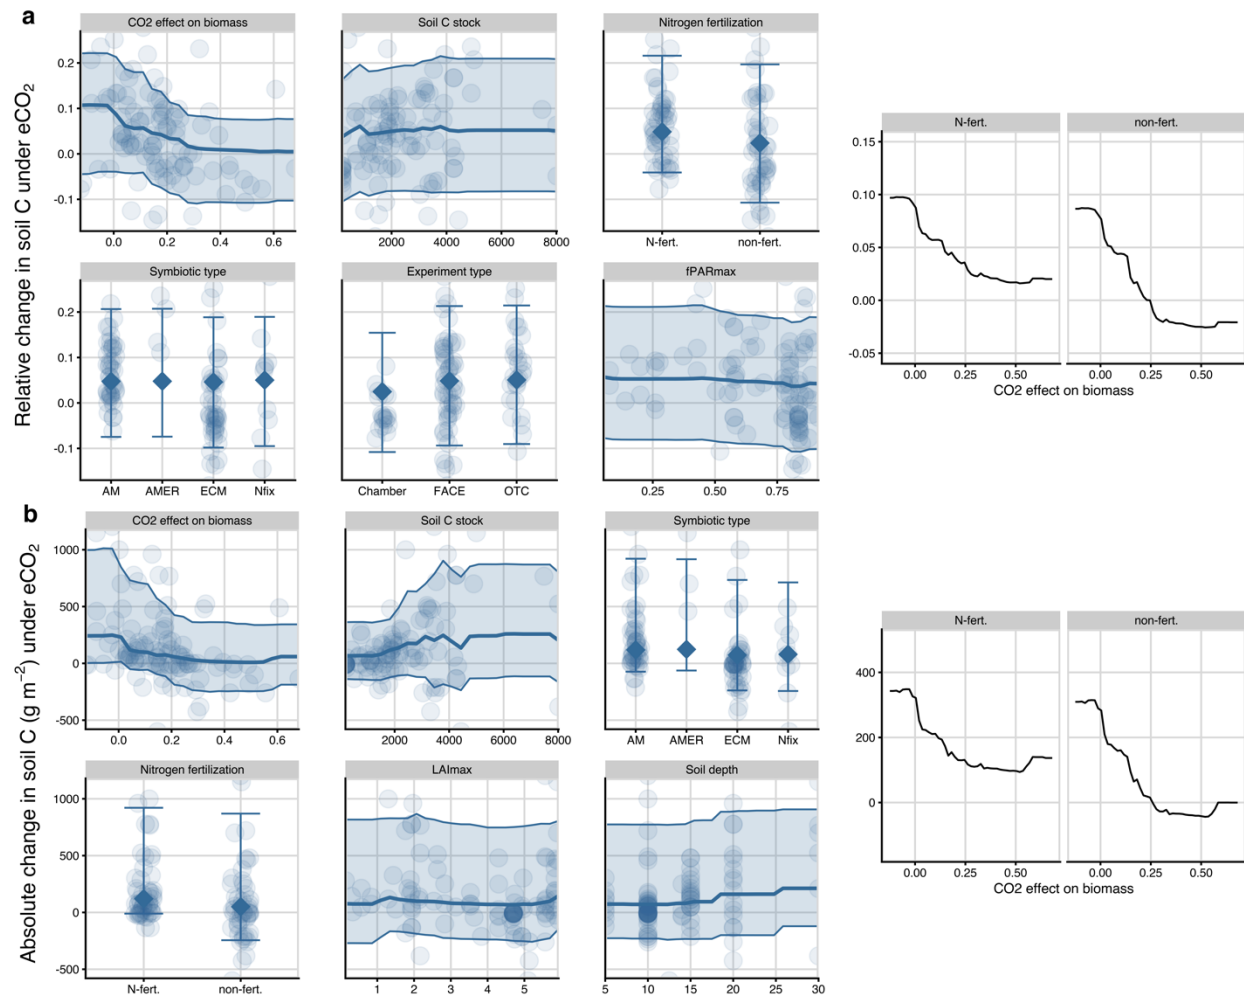 a
Relative change in soil C under eCO2
CO2 effect on biomass
Soil C stock
Nitrogen fertilization
0.2
0.1
0.0
-0.1
0.0 0.2 0.4 0.6
2000 4000 6000 8000
N-fert. non-fert.
Symbiotic type
Experiment type
fPARmax
0.2
0.1
0.0
-0.1
AM AMER ECM Nfix
Chamber FACE OTC
0.25 0.50 0.75
N-fert.
non-fert.
0.15
0.10
0.05
0.00
-0.05
0.00 0.25 0.50
0.00 0.25 0.50
CO2 effect on biomass
CO2 effect on biomass
b
Absolute change in soil C (g m−2) under eCO2
CO2 effect on biomass
Soil C stock
Symbiotic type
1000
500
0
-500
0.0 0.2 0.4 0.6
2000 4000 6000 8000
AM AMER ECM Nfix
Nitrogen fertilization
LAImax
Soil depth
1000
500
0
-500
N-fert. non-fert.
1 2 3 4 5
5 10 15 20 25 30
N-fert.
non-fert.
400
200
0
0.00 0.25 0.50
0.00 0.25 0.50
CO2 effect on biomass
CO2 effect on biomass